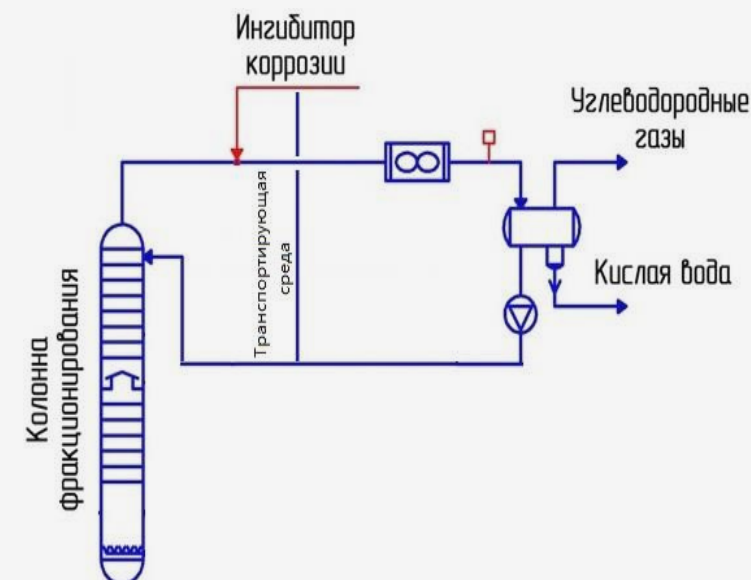 Ингибитор
коррозии
Углеводородные
газы
Транспортирующая
среда
Кислая вода
Колонна
фракционирования